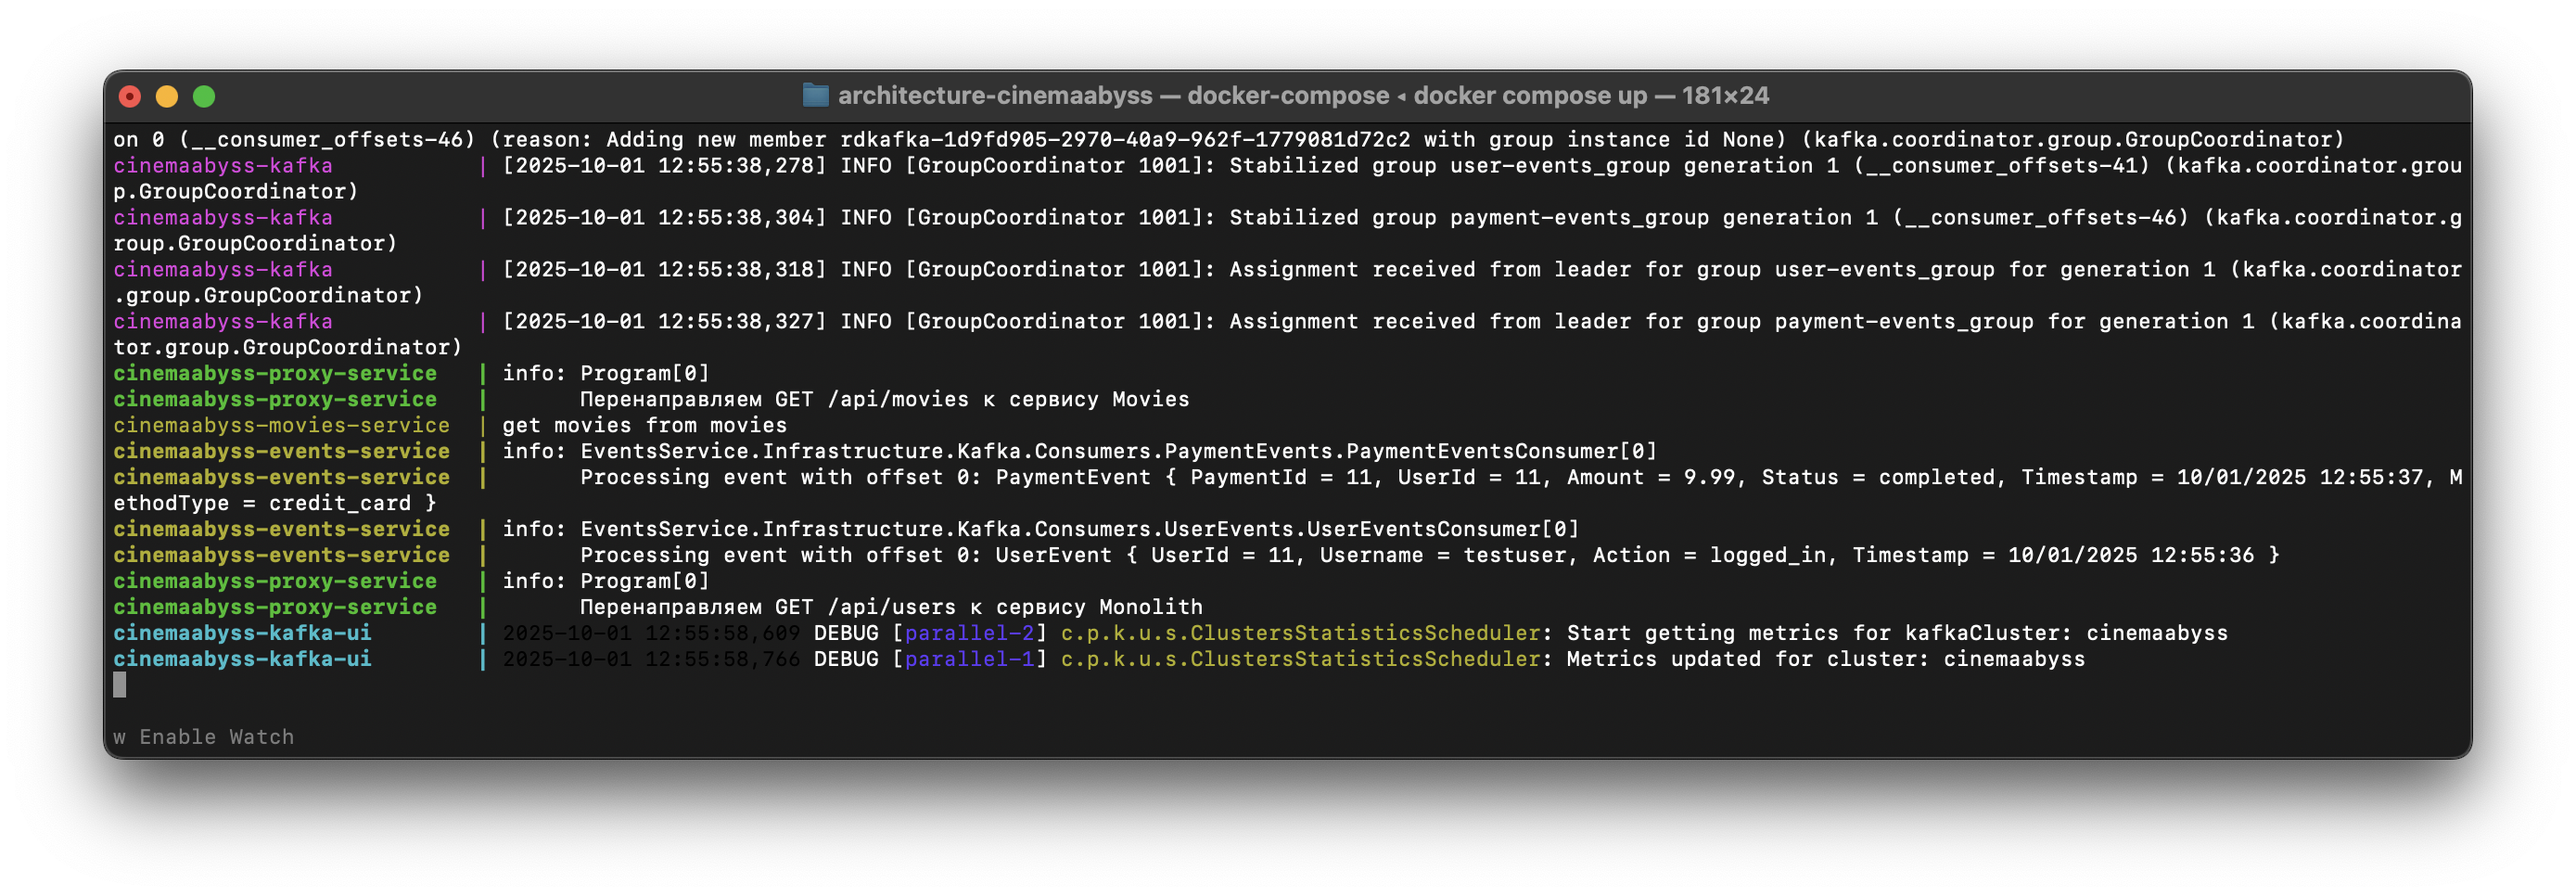 architecture-cinemaabyss — docker-compose ◂ docker compose up — 181×24
on 0 (__consumer_offsets-46) (reason: Adding new member rdkafka-1d9fd905-2970-40a9-962f-1779081d72c2 with group instance id None) (kafka.coordinator.group.GroupCoordinator)
cinemaabyss-kafka | [2025-10-01 12:55:38,278] INFO [GroupCoordinator 1001]: Stabilized group user-events_group generation 1 (__consumer_offsets-41) (kafka.coordinator.grou
p.GroupCoordinator)
cinemaabyss-kafka | [2025-10-01 12:55:38,304] INFO [GroupCoordinator 1001]: Stabilized group payment-events_group generation 1 (__consumer_offsets-46) (kafka.coordinator.g
roup.GroupCoordinator)
cinemaabyss-kafka | [2025-10-01 12:55:38,318] INFO [GroupCoordinator 1001]: Assignment received from leader for group user-events_group for generation 1 (kafka.coordinator
.group.GroupCoordinator)
cinemaabyss-kafka | [2025-10-01 12:55:38,327] INFO [GroupCoordinator 1001]: Assignment received from leader for group payment-events_group for generation 1 (kafka.coordina
tor.group.GroupCoordinator)
cinemaabyss-proxy-service | info: Program[0]
cinemaabyss-proxy-service | Перенаправляем GET /api/movies к сервису Movies
cinemaabyss-movies-service | get movies from movies
cinemaabyss-events-service | info: EventsService.Infrastructure.Kafka.Consumers.PaymentEvents.PaymentEventsConsumer[0]
cinemaabyss-events-service | Processing event with offset 0: PaymentEvent { PaymentId = 11, UserId = 11, Amount = 9.99, Status = completed, Timestamp = 10/01/2025 12:55:37, M
ethodType = credit_card }
cinemaabyss-events-service | info: EventsService.Infrastructure.Kafka.Consumers.UserEvents.UserEventsConsumer[0]
cinemaabyss-events-service | Processing event with offset 0: UserEvent { UserId = 11, Username = testuser, Action = logged_in, Timestamp = 10/01/2025 12:55:36 }
cinemaabyss-proxy-service | info: Program[0]
cinemaabyss-proxy-service | Перенаправляем GET /api/users к сервису Monolith
cinemaabyss-kafka-ui | 2025-10-01 12:55:58,609 DEBUG [parallel-2] c.p.k.u.s.ClustersStatisticsScheduler: Start getting metrics for kafkaCluster: cinemaabyss
cinemaabyss-kafka-ui | 2025-10-01 12:55:58,766 DEBUG [parallel-1] c.p.k.u.s.ClustersStatisticsScheduler: Metrics updated for cluster: cinemaabyss
w Enable Watch